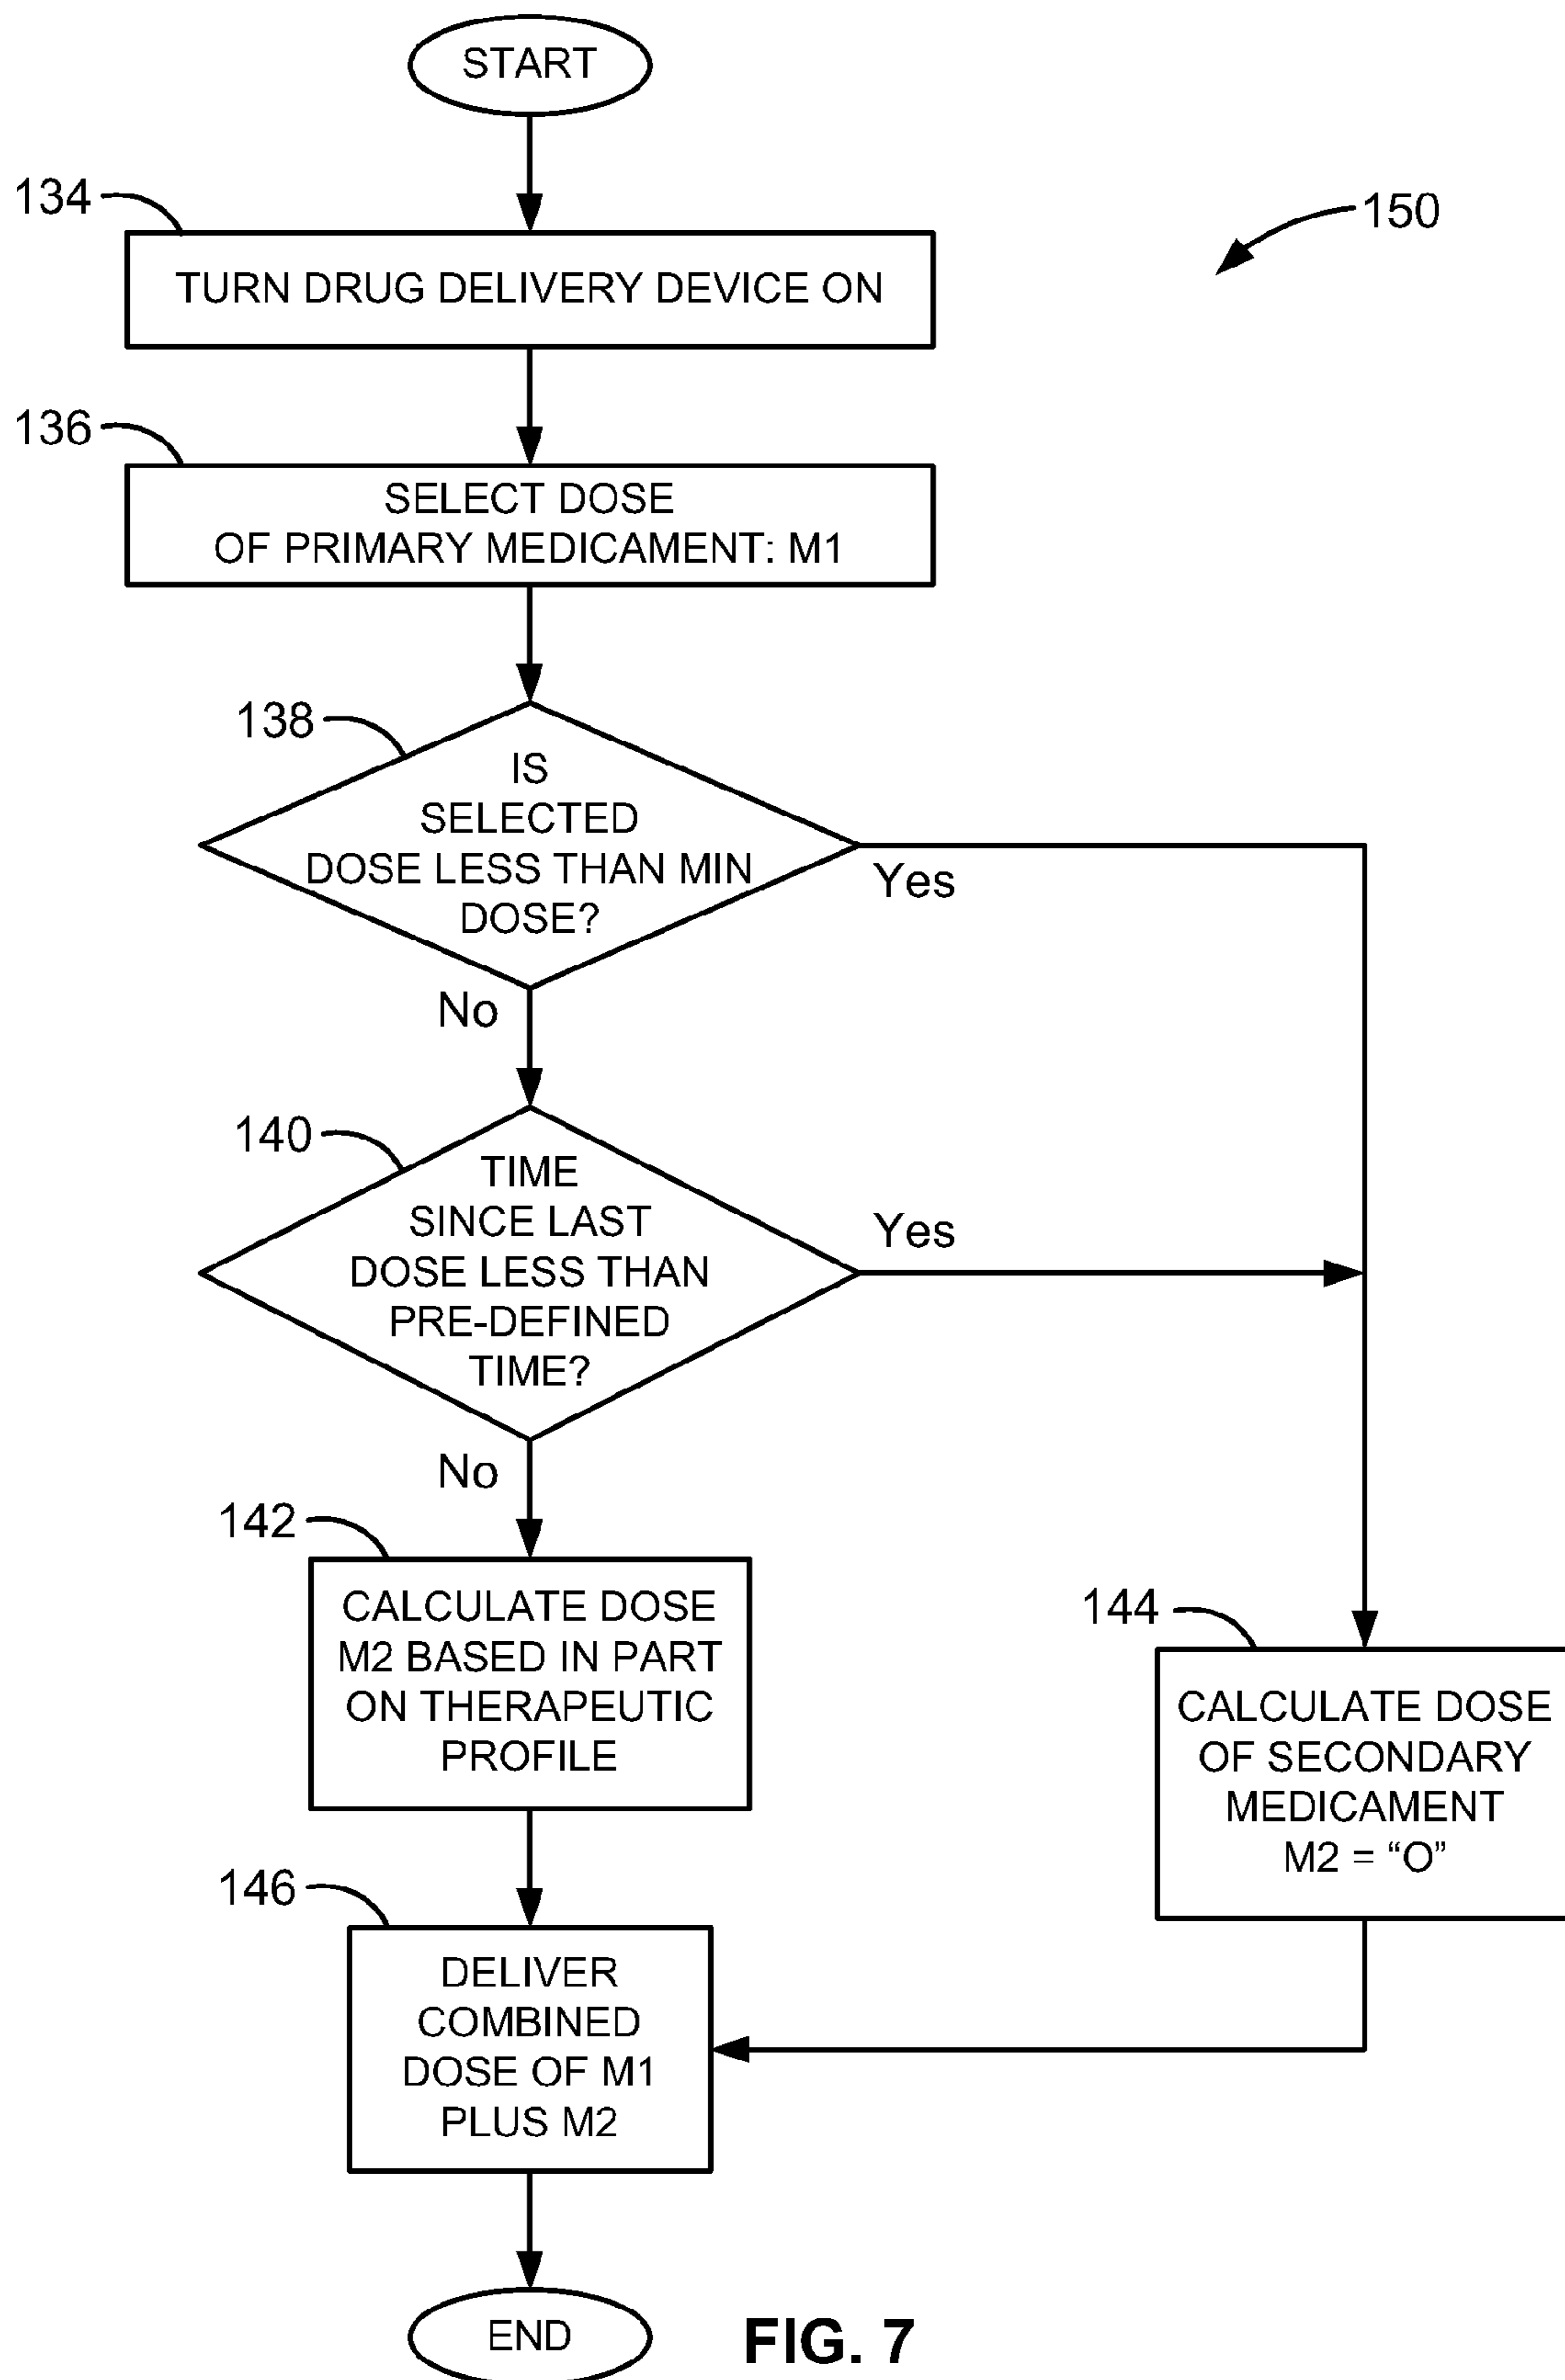 START
134
150
TURN DRUG DELIVERY DEVICE ON
136
SELECT DOSE
OF PRIMARY MEDICAMENT: M1
138
IS
SELECTED
DOSE LESS THAN MIN
DOSE?
Yes
No
140
TIME
SINCE LAST
DOSE LESS THAN
PRE-DEFINED
TIME?
Yes
No
142
CALCULATE DOSE
M2 BASED IN PART
ON THERAPEUTIC
PROFILE
144
CALCULATE DOSE
OF SECONDARY
MEDICAMENT
M2 = “O”
146
DELIVER
COMBINED
DOSE OF M1
PLUS M2
END
FIG. 7